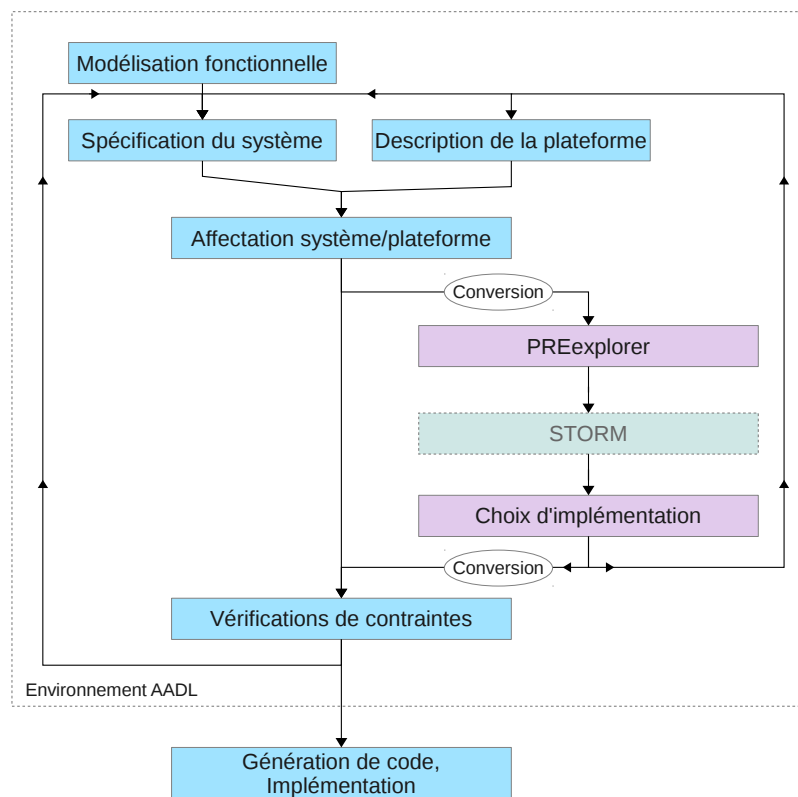 Modélisation fonctionnelle
Spécification du système
Description de la plateforme
Affectation système/plateforme
Conversion
PREexplorer
STORM
Choix d'implémentation
Conversion
Vérifications de contraintes
Environnement AADL
Génération de code,
Implémentation